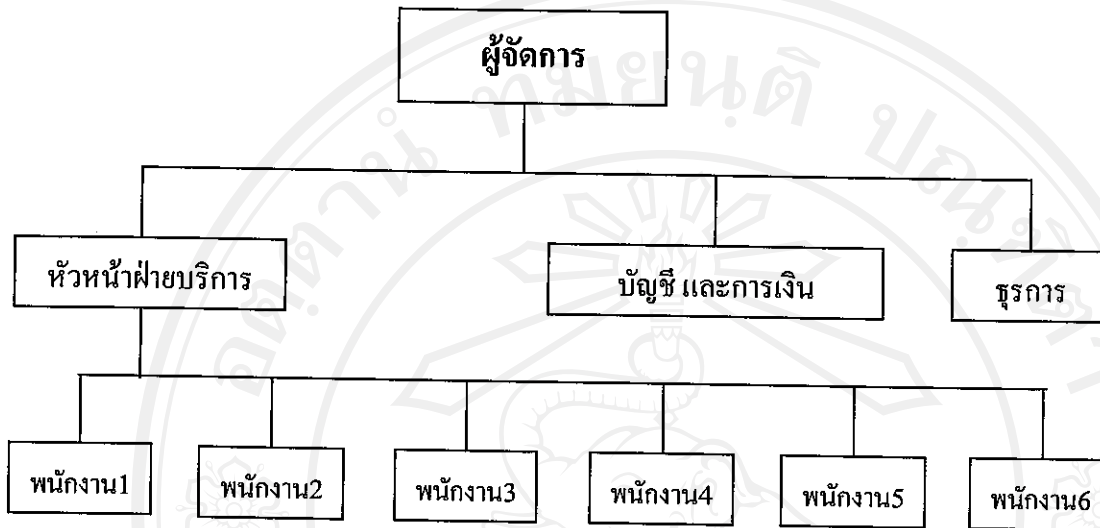 ผู้จัดการ
หัวหน้าฝ่ายบริการ
บัญชี และการเงิน
ธุรการ
พนักงาน1
พนักงาน2
พนักงาน3
พนักงาน4
พนักงาน5
พนักงาน6